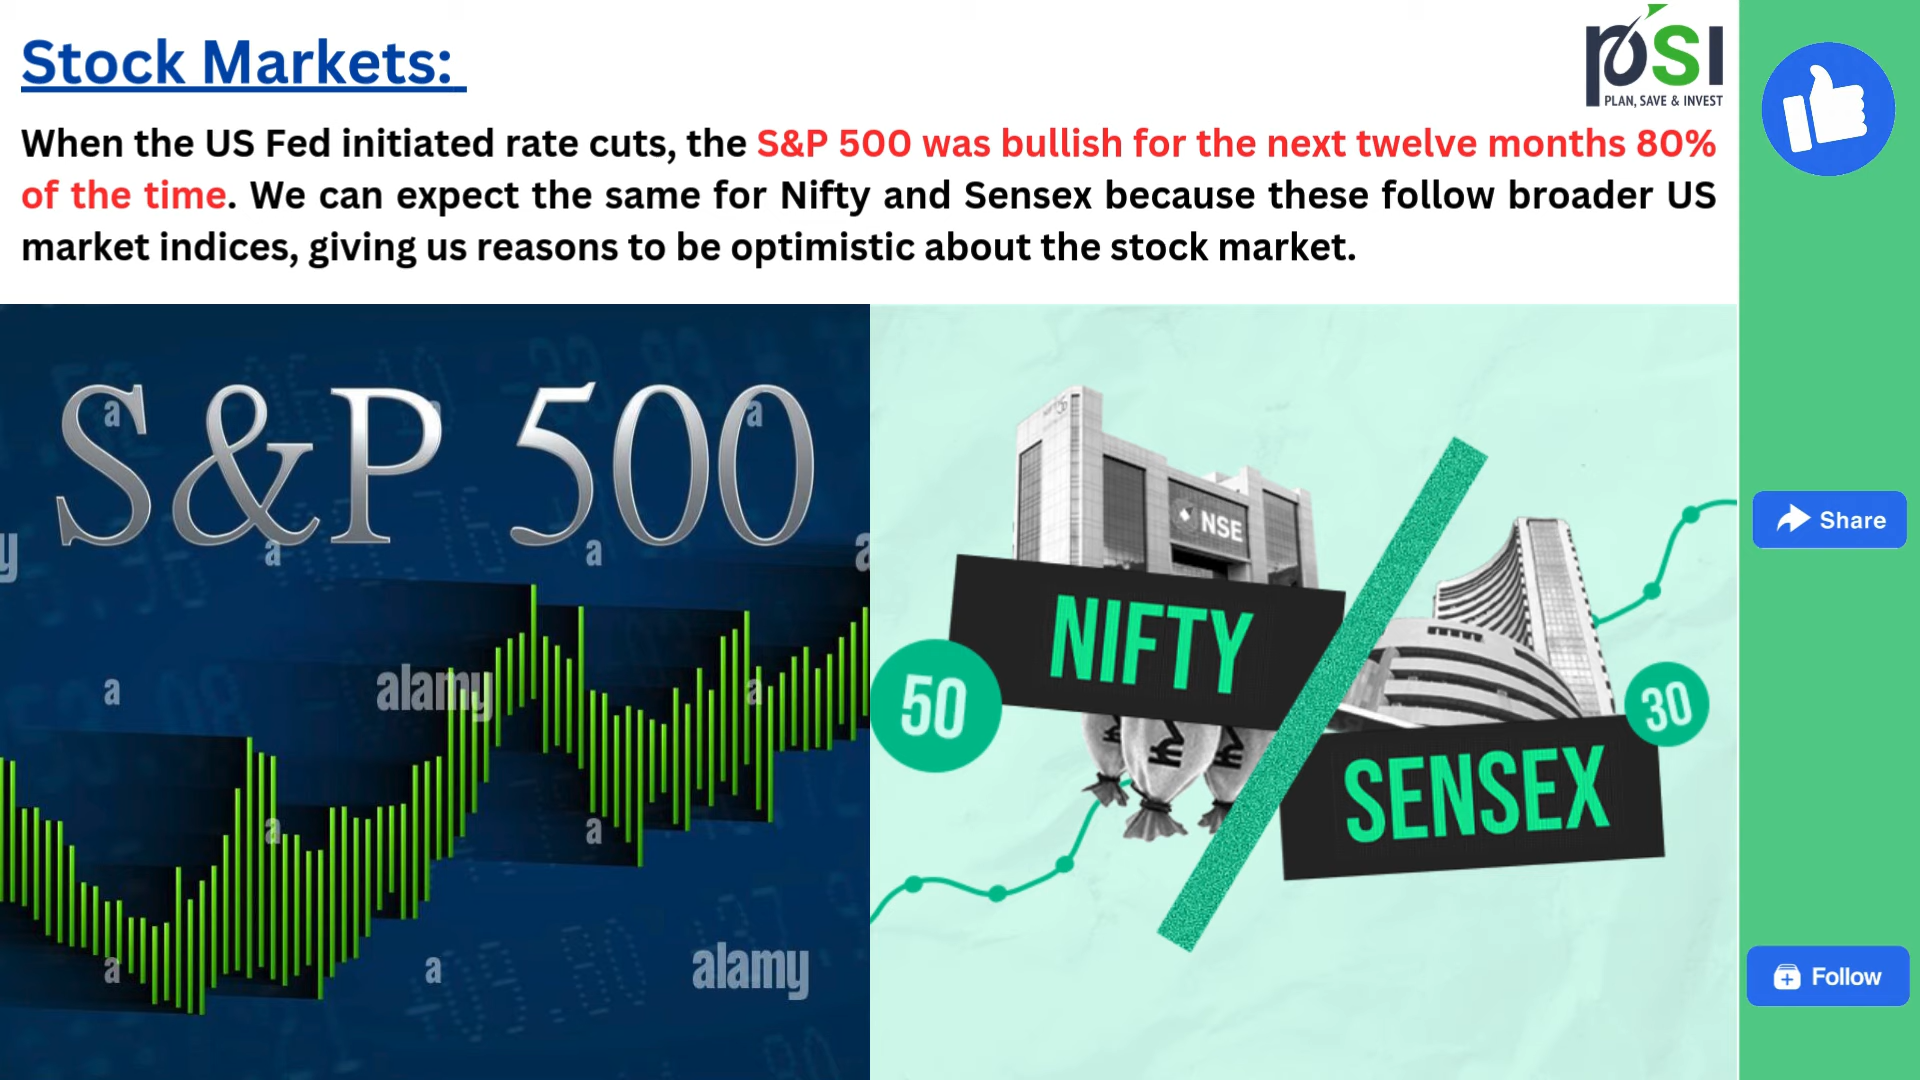 Stock Markets:
pSI
PLAN, SAVE & INVEST
When the US Fed initiated rate cuts, the S&P 500 was bullish for the next twelve months 80%
of the time. We can expect the same for Nifty and Sensex because these follow broader US
market indices, giving us reasons to be optimistic about the stock market.
S&P 500
a
a
a
a
a
y
a
alamy
a
a
a
a
a
alamy
NSE
NIFTY
50
SENSEX
30
Share
Follow